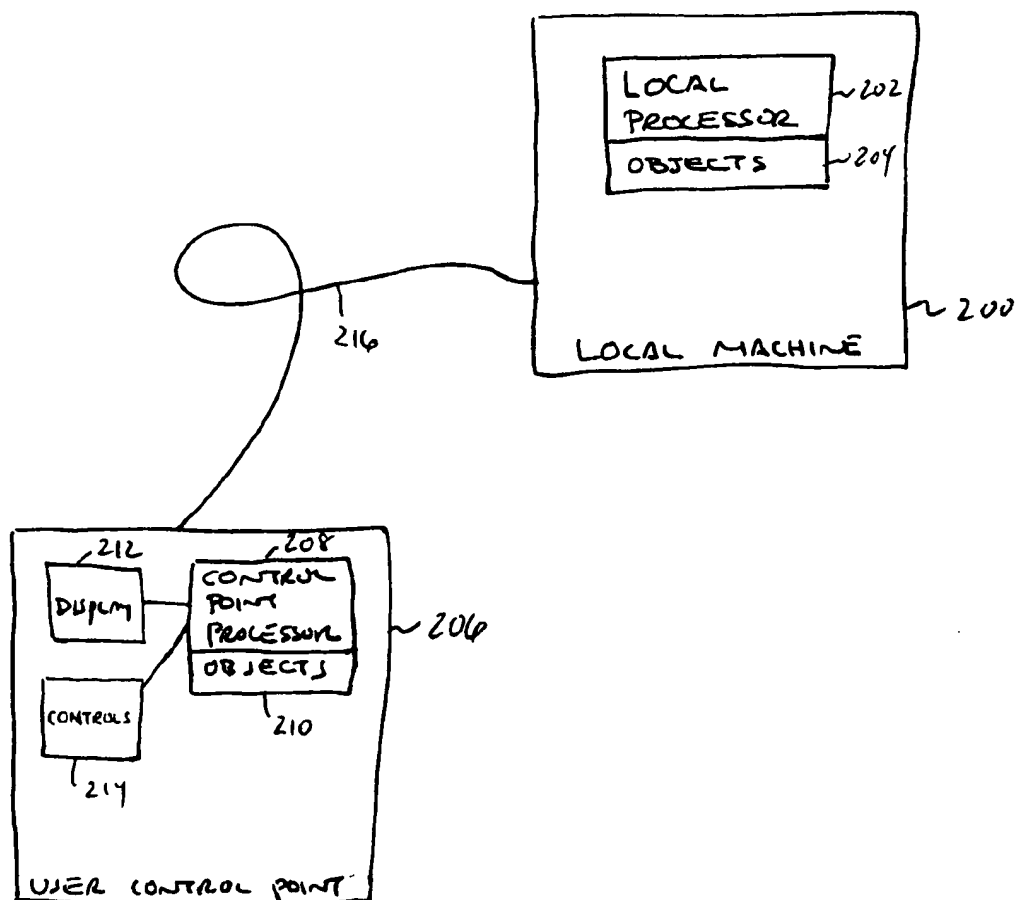 LOCAL
PROCESSOR
202
OBJECTS
204
200
LOCAL MACHINE
216
212
208
DISPLAY
CONTROL
POINT
PROCESSOR
206
OBJECTS
CONTROLS
210
214
USER CONTROL POINT